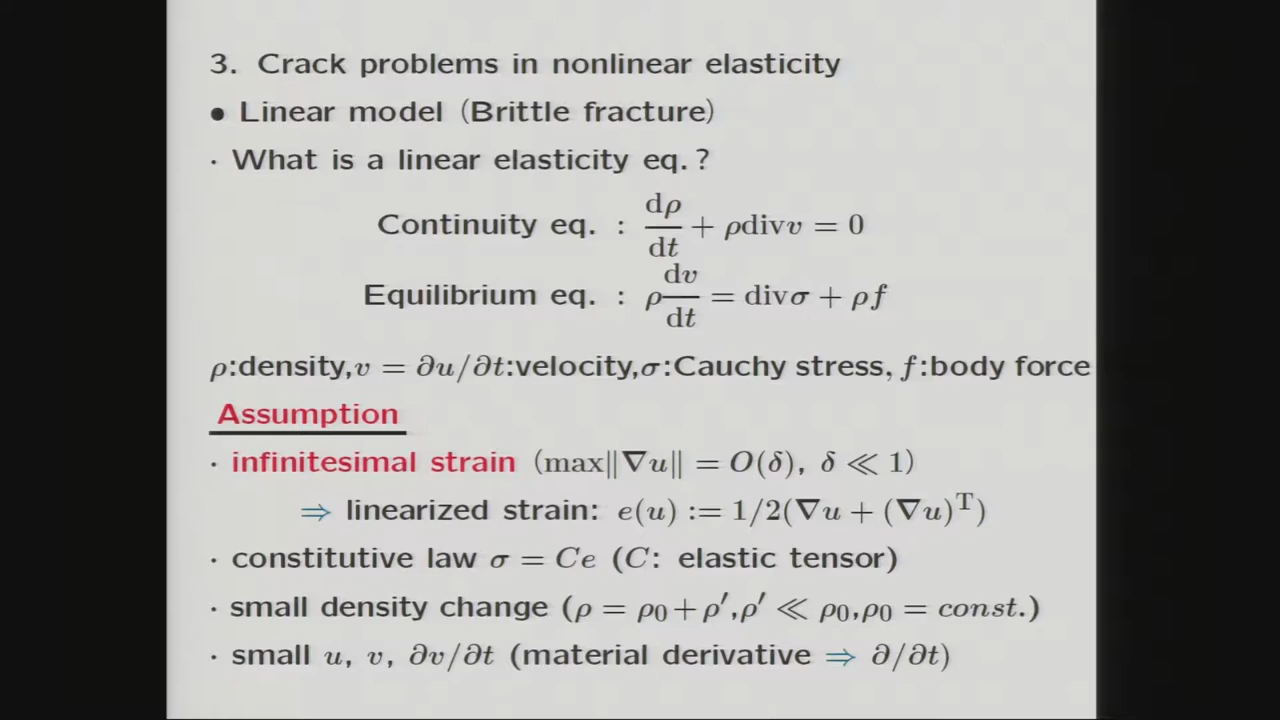 3. Crack problems in nonlinear elasticity
• Linear model (Brittle fracture)
· What is a linear elasticity eq. ?
Continuity eq. : dρ/dt + ρdivv = 0
Equilibrium eq. : ρ dv/dt = divσ + ρf
ρ:density,v = ∂u/∂t:velocity,σ:Cauchy stress, f:body force
Assumption
· infinitesimal strain (max‖∇u‖ = O(δ), δ ≪ 1)
⇒ linearized strain: e(u) := 1/2(∇u + (∇u)ᵀ)
· constitutive law σ = Ce (C: elastic tensor)
· small density change (ρ = ρ₀+ρ′,ρ′ ≪ ρ₀,ρ₀ = const.)
· small u, v, ∂v/∂t (material derivative ⇒ ∂/∂t)